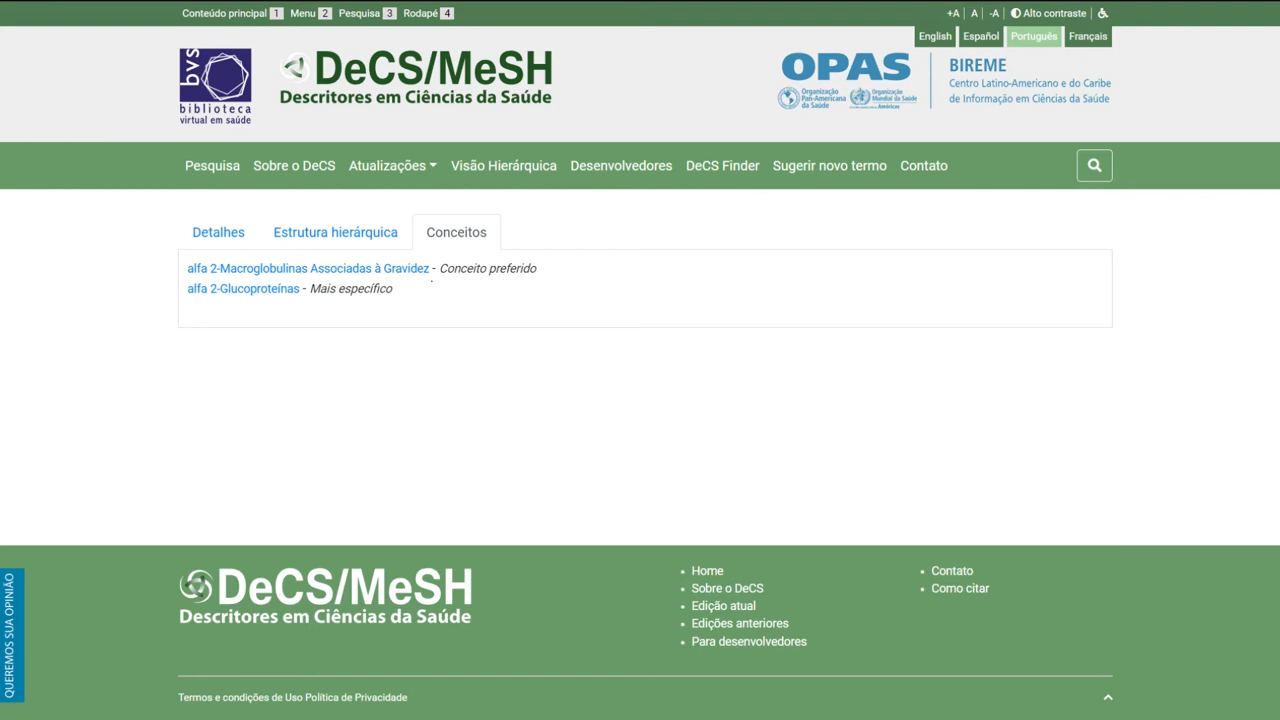 Conteúdo principal 1 Menu 2 Pesquisa 3 Rodapé 4
+A A -A Alto contraste
English Español Português Français
bvs
biblioteca
virtual em saúde
DeCS/MeSH
Descritores em Ciências da Saúde
OPAS
Organização
Pan-Americana
da Saúde
Organização
Mundial da Saúde
Américas
BIREME
Centro Latino-Americano e do Caribe
de Informação em Ciências da Saúde
Pesquisa Sobre o DeCS Atualizações Visão Hierárquica Desenvolvedores DeCS Finder Sugerir novo termo Contato
Detalhes Estrutura hierárquica Conceitos
alfa 2-Macroglobulinas Associadas à Gravidez - Conceito preferido
alfa 2-Glucoproteínas - Mais específico
QUEREMOS SUA OPINIÃO
DeCS/MeSH
Descritores em Ciências da Saúde
Home
Sobre o DeCS
Edição atual
Edições anteriores
Para desenvolvedores
Contato
Como citar
Termos e condições de Uso Política de Privacidade